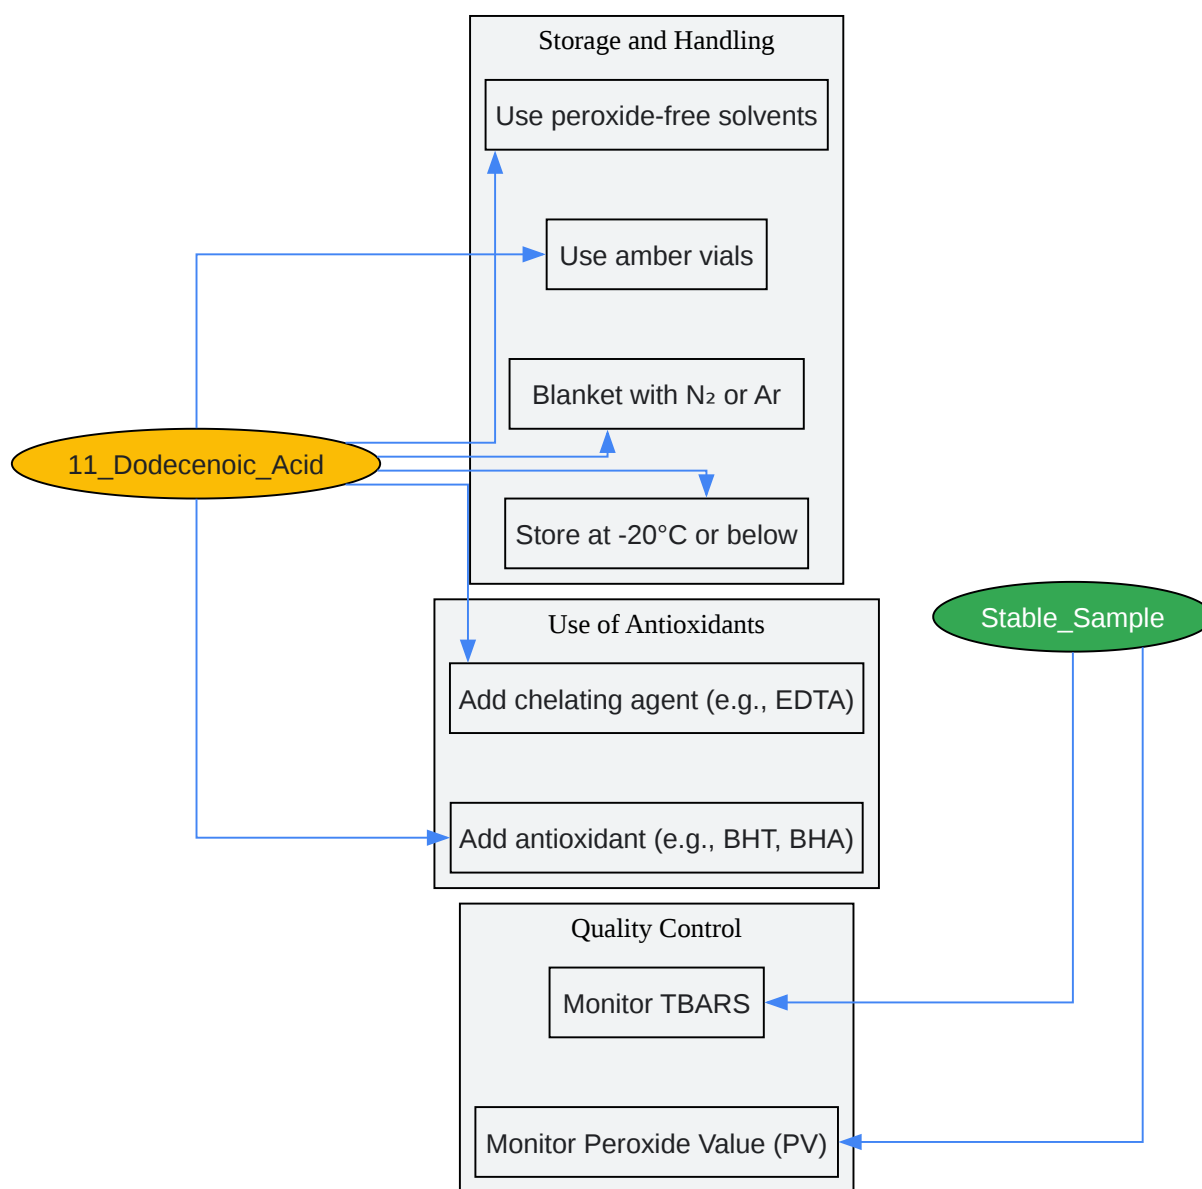 Storage and Handling
Use peroxide-free solvents
Use amber vials
Blanket with N₂ or Ar
11_Dodecenoic_Acid
Store at -20°C or below
Use of Antioxidants
Stable_Sample
Add chelating agent (e.g., EDTA)
Add antioxidant (e.g., BHT, BHA)
Quality Control
Monitor TBARS
Monitor Peroxide Value (PV)